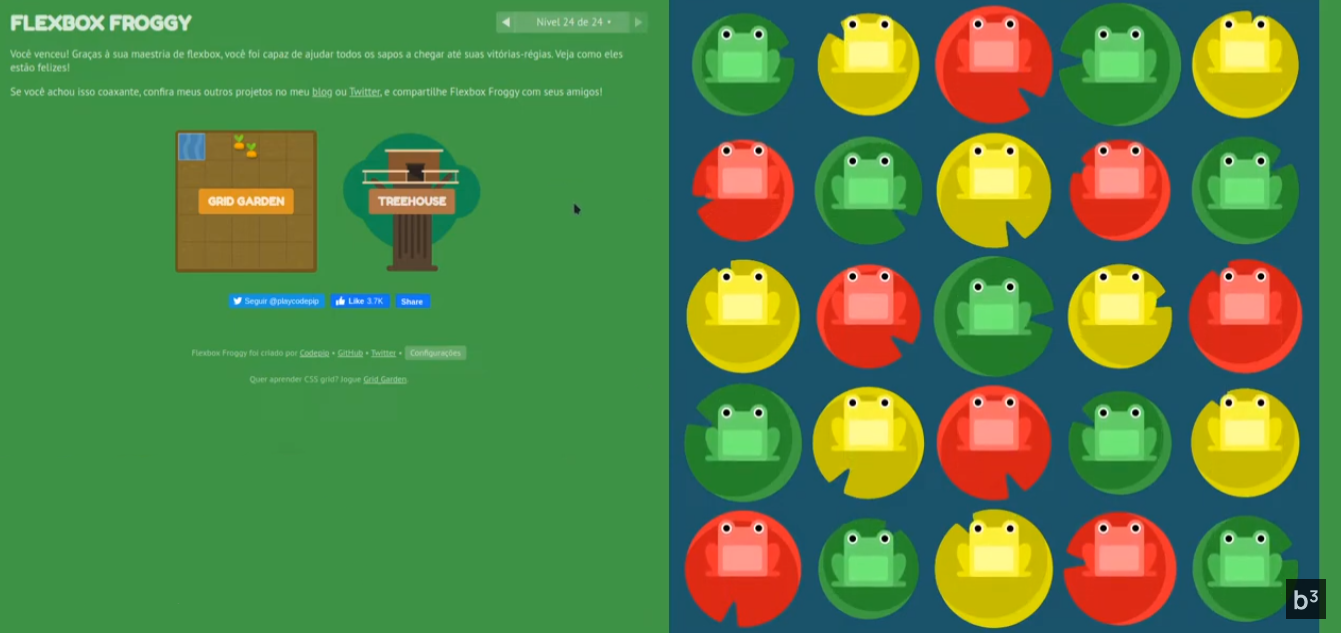 FLEXBOX FROGGY
◀ Nível 24 de 24 ▾ ▶
Você venceu! Graças à sua maestria de flexbox, você foi capaz de ajudar todos os sapos a chegar até suas vitórias-régias. Veja como eles
estão felizes!
Se você achou isso coaxante, confira meus outros projetos no meu blog ou Twitter, e compartilhe Flexbox Froggy com seus amigos!
GRID GARDEN
TREEHOUSE
Seguir @playcodepip
Like 3.7K
Share
Flexbox Froggy foi criado por Codepip • GitHub • Twitter • Configurações
Quer aprender CSS grid? Jogue Grid Garden.
b³